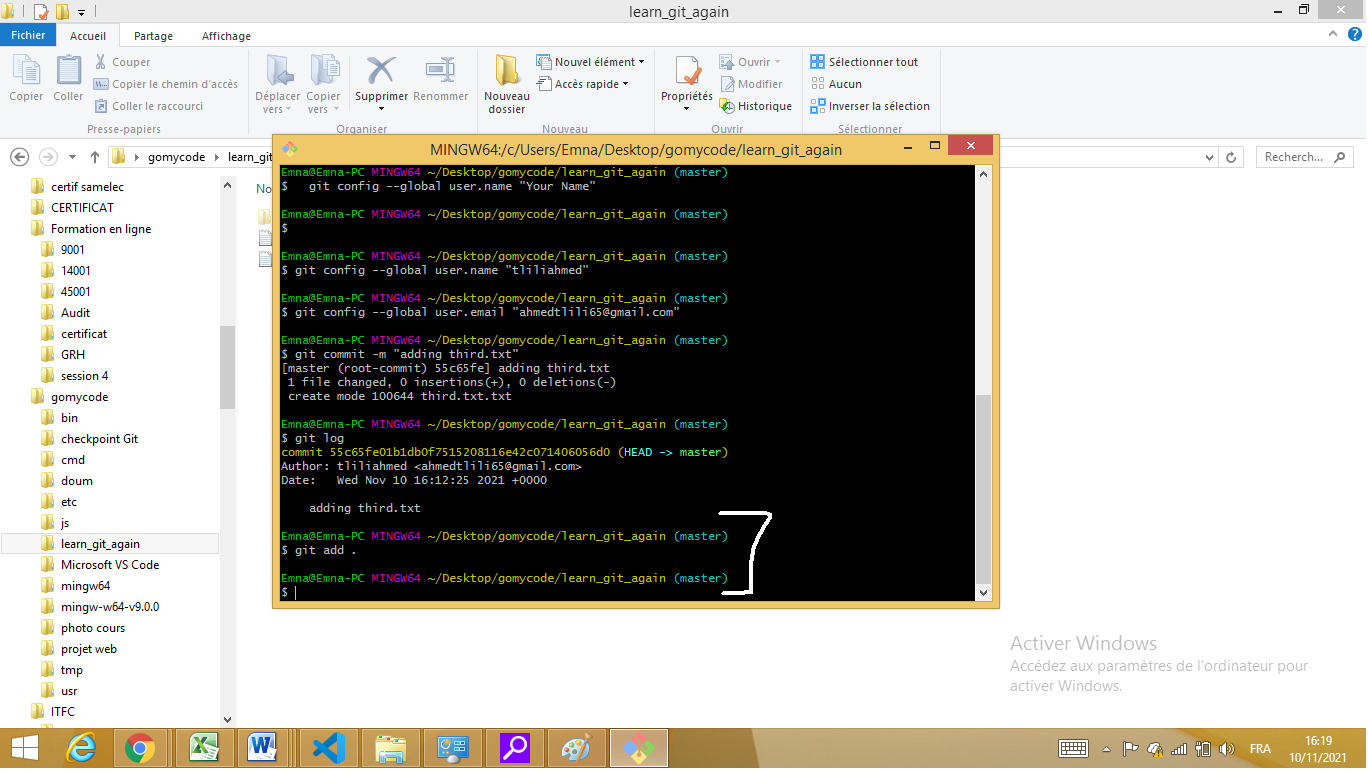 learn_git_again
Fichier
Accueil
Partage
Affichage
Copier
Coller
Couper
Copier le chemin d'accès
Coller le raccourci
Presse-papiers
Déplacer vers
Copier vers
Supprimer
Renommer
Organiser
Nouveau dossier
Nouvel élément
Accès rapide
Nouveau
Propriétés
Ouvrir
Modifier
Historique
Ouvrir
Sélectionner tout
Aucun
Inverser la sélection
Sélectionner
gomycode
learn_git
Recherch...
certif samelec
CERTIFICAT
Formation en ligne
9001
14001
45001
Audit
certificat
GRH
session 4
gomycode
bin
checkpoint Git
cmd
doum
etc
js
learn_git_again
Microsoft VS Code
mingw64
mingw-w64-v9.0.0
photo cours
projet web
tmp
usr
ITFC
No
MINGW64:/c/Users/Emna/Desktop/gomycode/learn_git_again
Emna@Emna-PC MINGW64 ~/Desktop/gomycode/learn_git_again (master)
$   git config --global user.name "Your Name"
Emna@Emna-PC MINGW64 ~/Desktop/gomycode/learn_git_again (master)
$
Emna@Emna-PC MINGW64 ~/Desktop/gomycode/learn_git_again (master)
$ git config --global user.name "tliliahmed"
Emna@Emna-PC MINGW64 ~/Desktop/gomycode/learn_git_again (master)
$ git config --global user.email "ahmedtlili65@gmail.com"
Emna@Emna-PC MINGW64 ~/Desktop/gomycode/learn_git_again (master)
$ git commit -m "adding third.txt"
[master (root-commit) 55c65fe] adding third.txt
 1 file changed, 0 insertions(+), 0 deletions(-)
 create mode 100644 third.txt.txt
Emna@Emna-PC MINGW64 ~/Desktop/gomycode/learn_git_again (master)
$ git log
commit 55c65fe01b1db0f7515208116e42c071406056d0 (HEAD -> master)
Author: tliliahmed <ahmedtlili65@gmail.com>
Date:   Wed Nov 10 16:12:25 2021 +0000
    adding third.txt
Emna@Emna-PC MINGW64 ~/Desktop/gomycode/learn_git_again (master)
$ git add .
Emna@Emna-PC MINGW64 ~/Desktop/gomycode/learn_git_again (master)
$
Activer Windows
Accédez aux paramètres de l'ordinateur pour
activer Windows.
FRA
16:19
10/11/2021